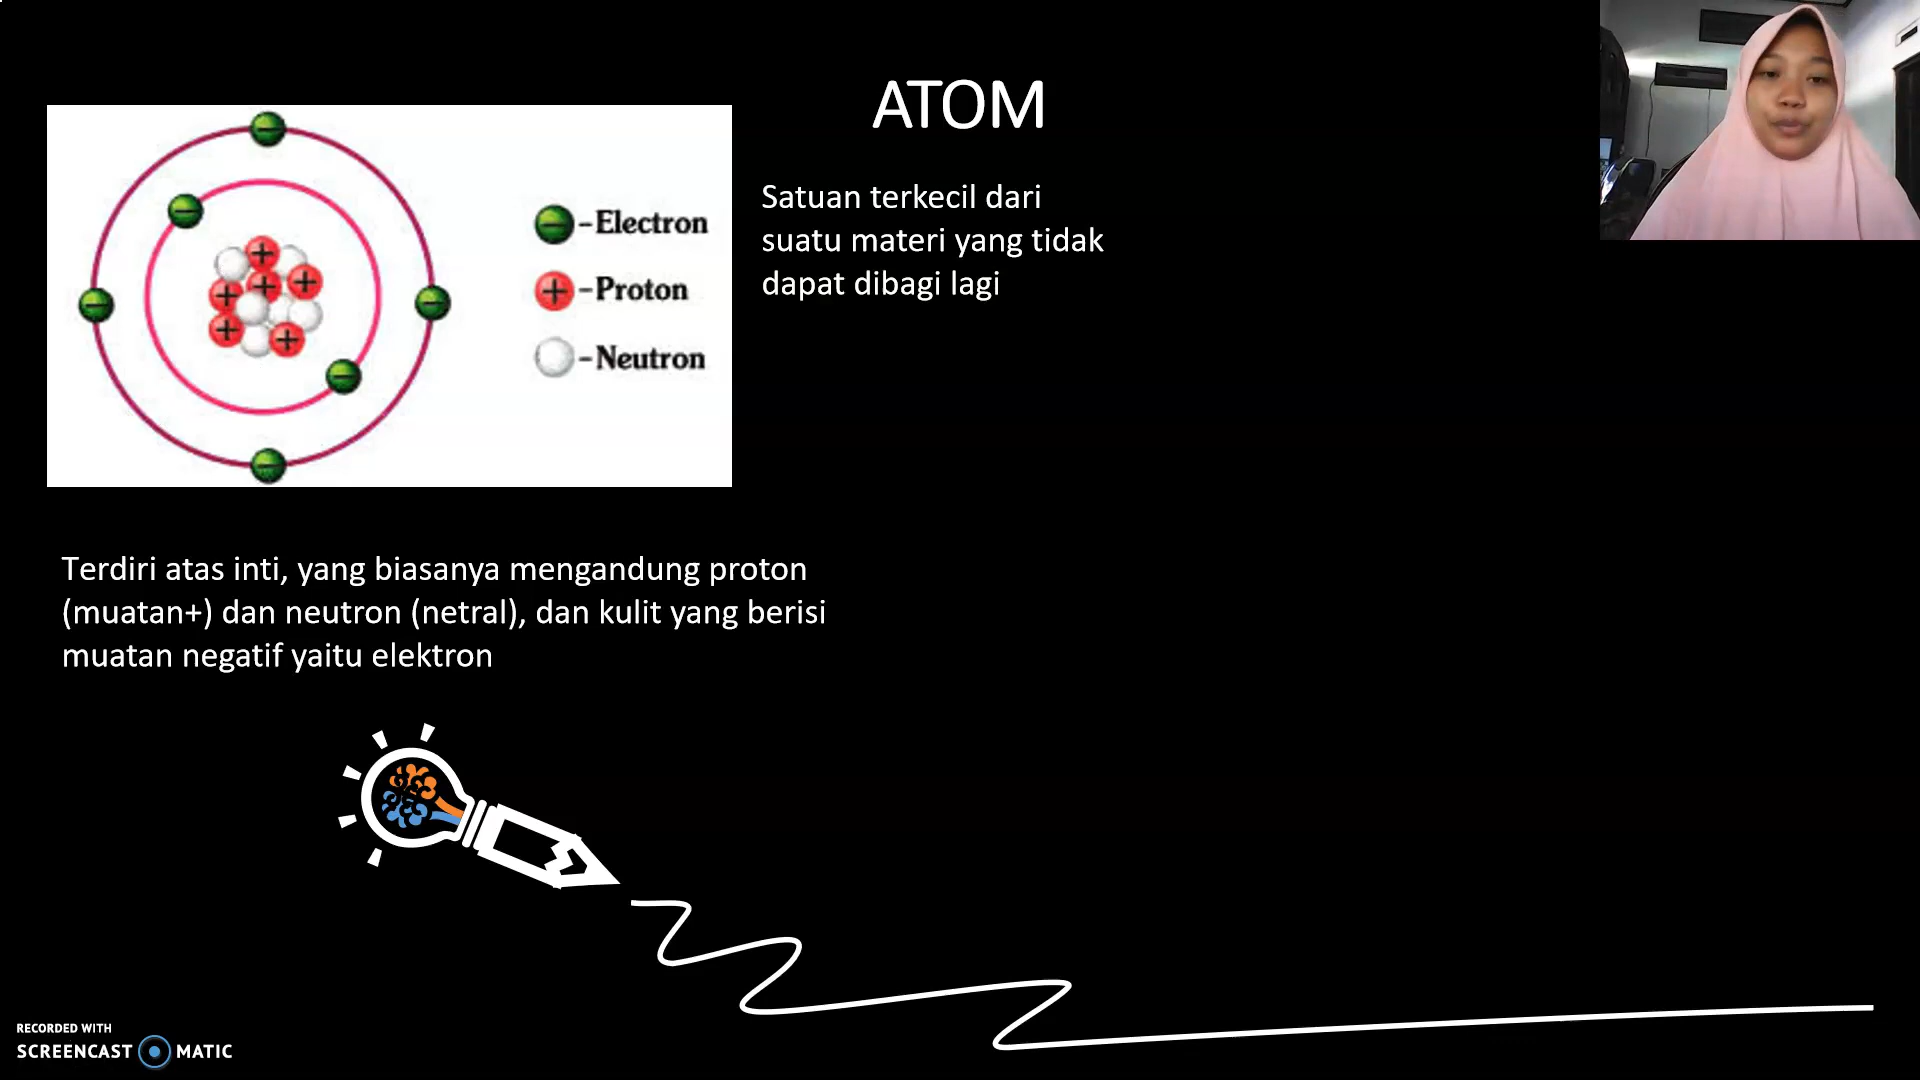 ATOM
Electron
Proton
Neutron
Satuan terkecil dari
suatu materi yang tidak
dapat dibagi lagi
Terdiri atas inti, yang biasanya mengandung proton
(muatan+) dan neutron (netral), dan kulit yang berisi
muatan negatif yaitu elektron
RECORDED WITH
SCREENCAST MATIC